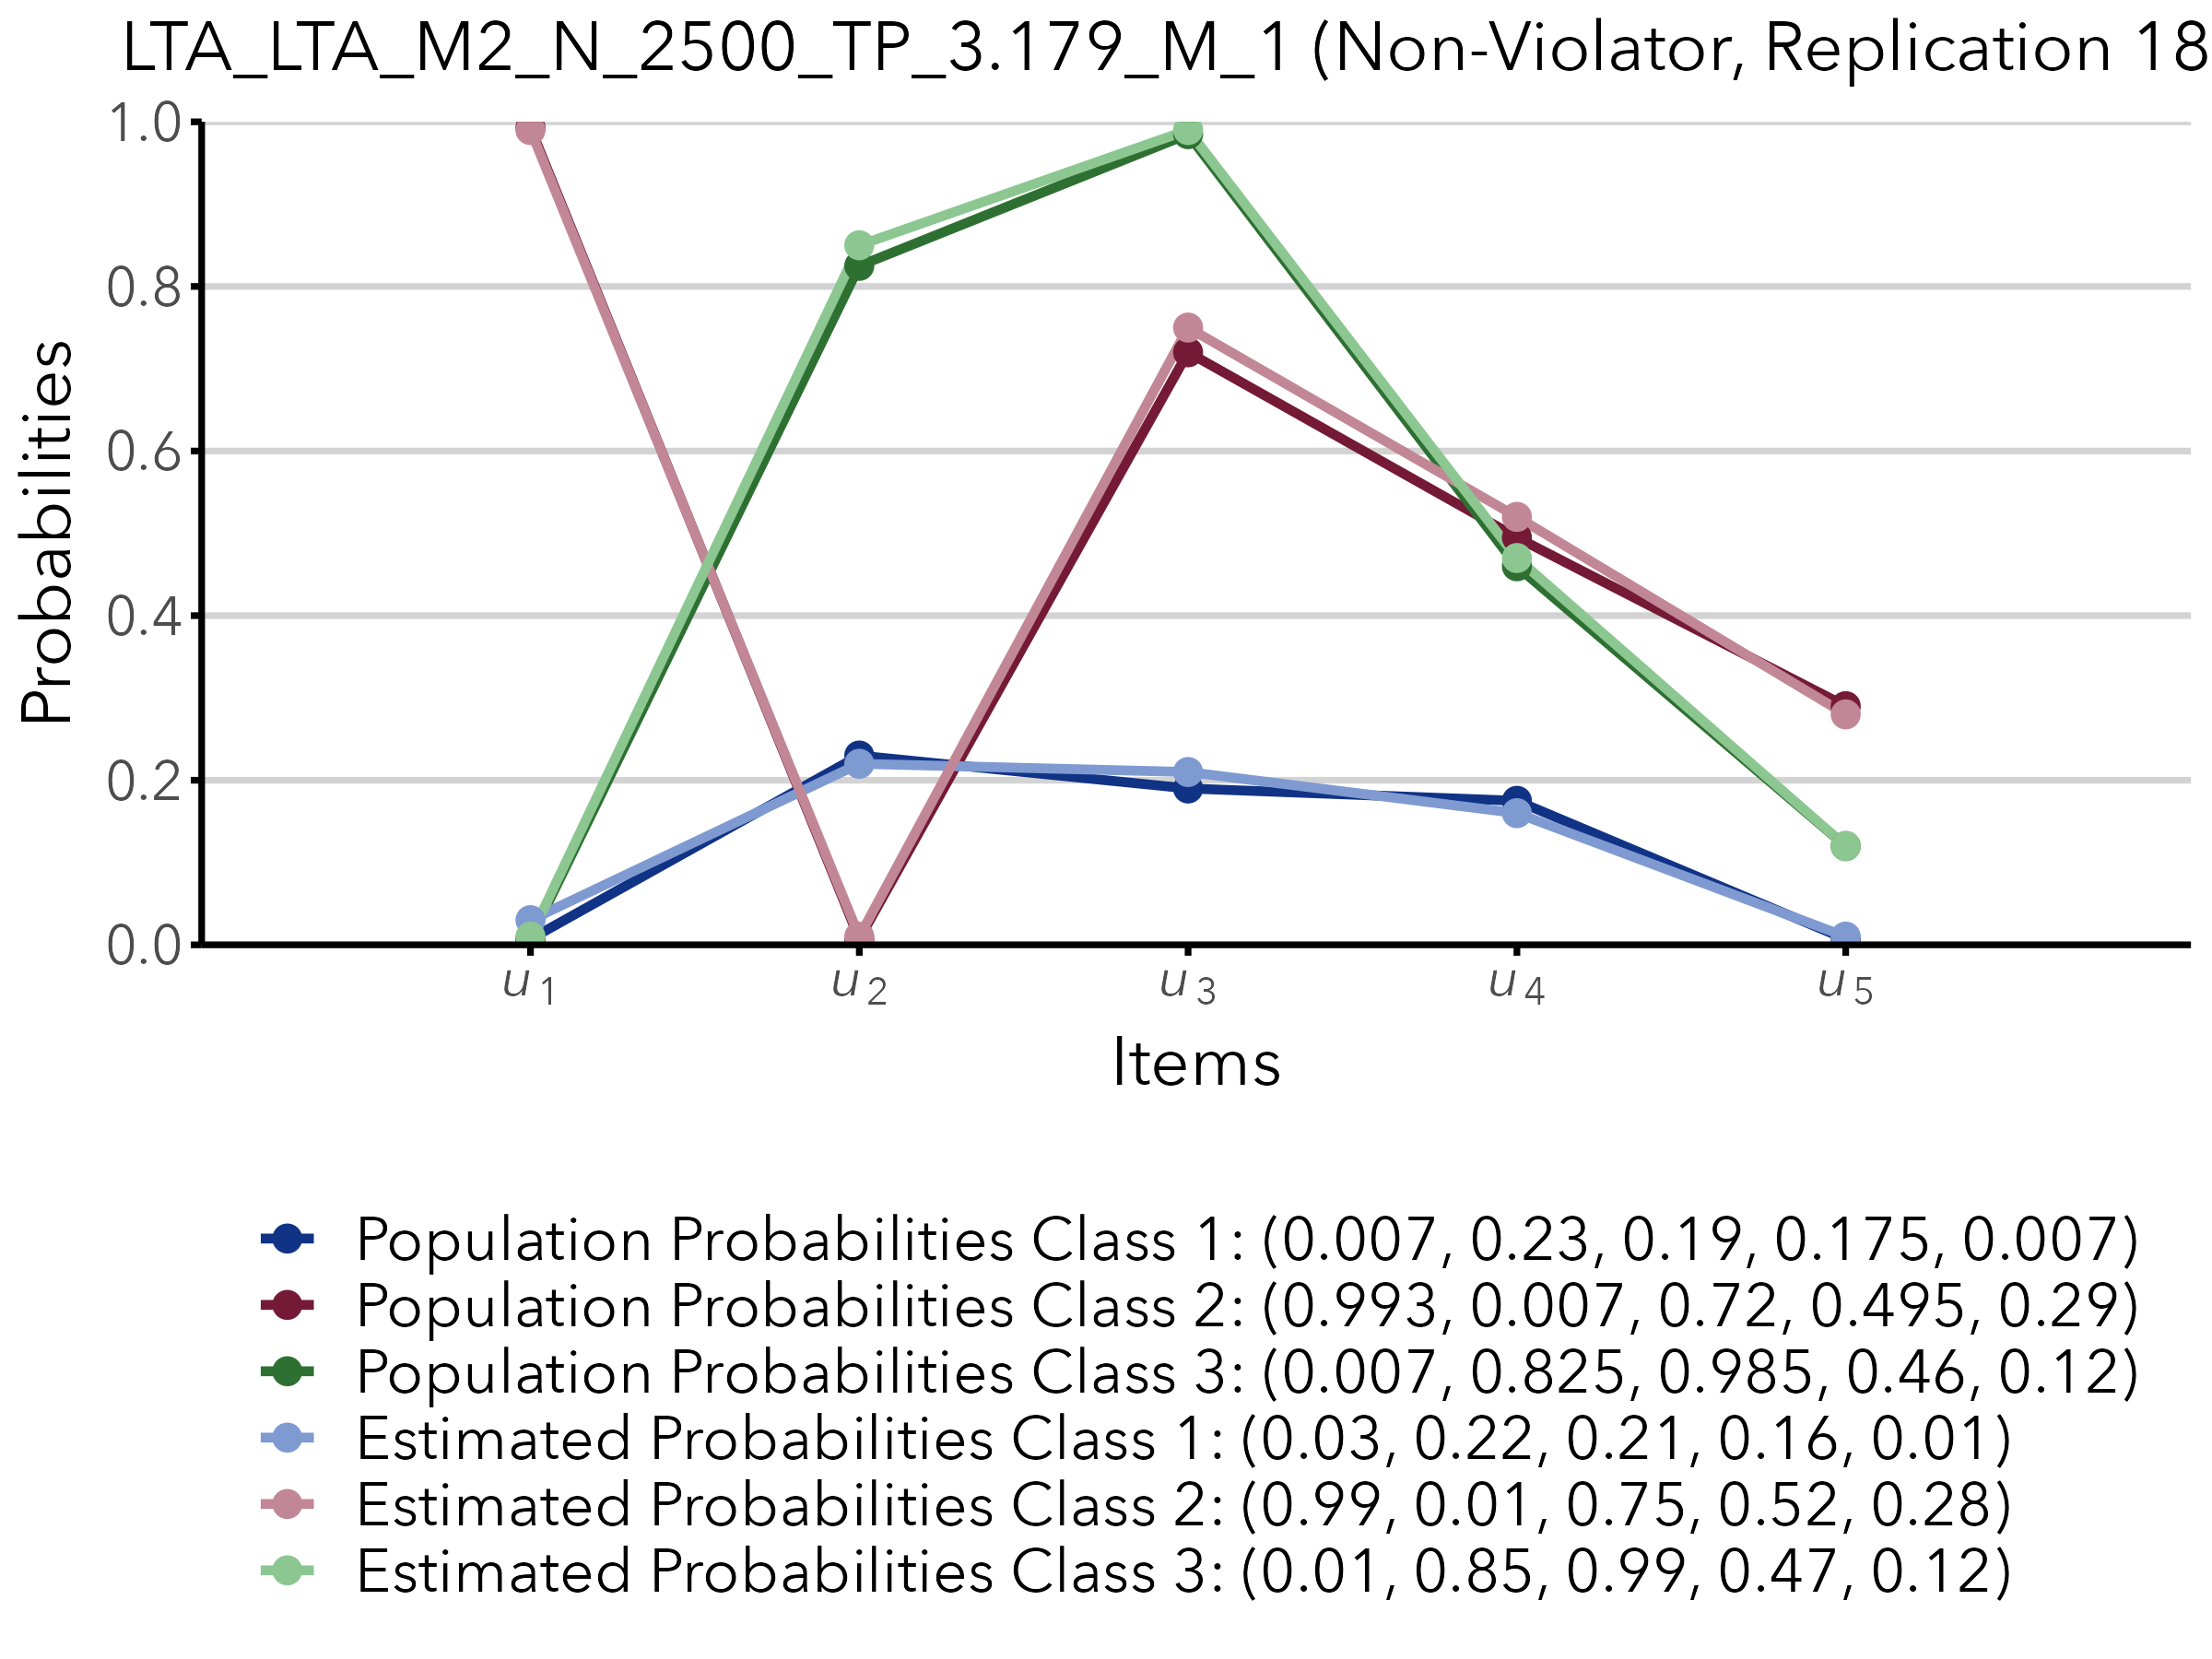 LTA_LTA_M2_N_2500_TP_3.179_M_1 (Non-Violator, Replication 18
1.0
0.8
0.6
0.4
0.2
0.0
Probabilities
u1 u2 u3 u4 u5
Items
Population Probabilities Class 1: (0.007, 0.23, 0.19, 0.175, 0.007)
Population Probabilities Class 2: (0.993, 0.007, 0.72, 0.495, 0.29)
Population Probabilities Class 3: (0.007, 0.825, 0.985, 0.46, 0.12)
Estimated Probabilities Class 1: (0.03, 0.22, 0.21, 0.16, 0.01)
Estimated Probabilities Class 2: (0.99, 0.01, 0.75, 0.52, 0.28)
Estimated Probabilities Class 3: (0.01, 0.85, 0.99, 0.47, 0.12)